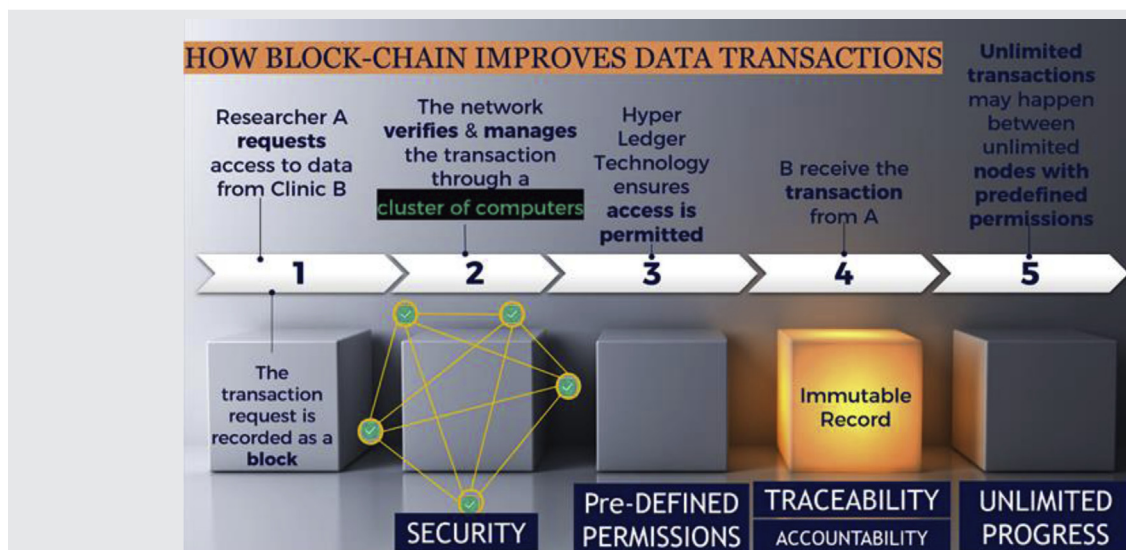 HOW BLOCK-CHAIN IMPROVES DATA TRANSACTIONS
Researcher A
requests
access to data
from Clinic B
The network
verifies & manages
the transaction
through a
cluster of computers
Hyper
Ledger
Technology
ensures
access is
permitted
B receive the
transaction
from A
Unlimited
transactions
may happen
between
unlimited
nodes with
predefined
permissions
1
2
3
4
5
The
transaction
request is
recorded as a
block
Immutable
Record
SECURITY
Pre-DEFINED
PERMISSIONS
TRACEABILITY
ACCOUNTABILITY
UNLIMITED
PROGRESS